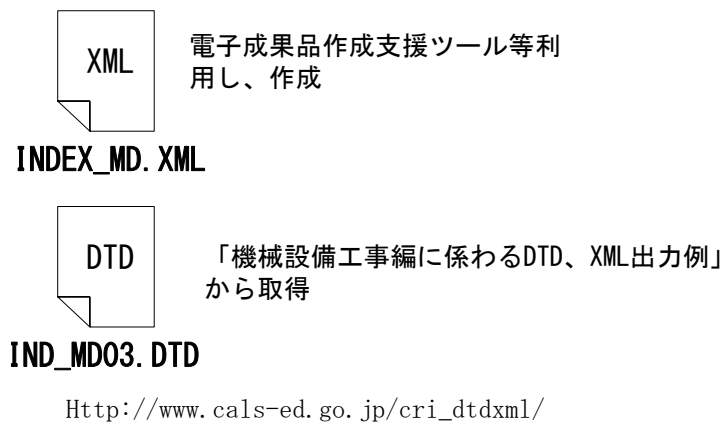 XML
電子成果品作成支援ツール等利
用し、作成
INDEX_MD.XML
DTD
「機械設備工事編に係わるDTD、XML出力例」
から取得
IND_MD03.DTD
Http://www.cals-ed.go.jp/cri_dtdxml/